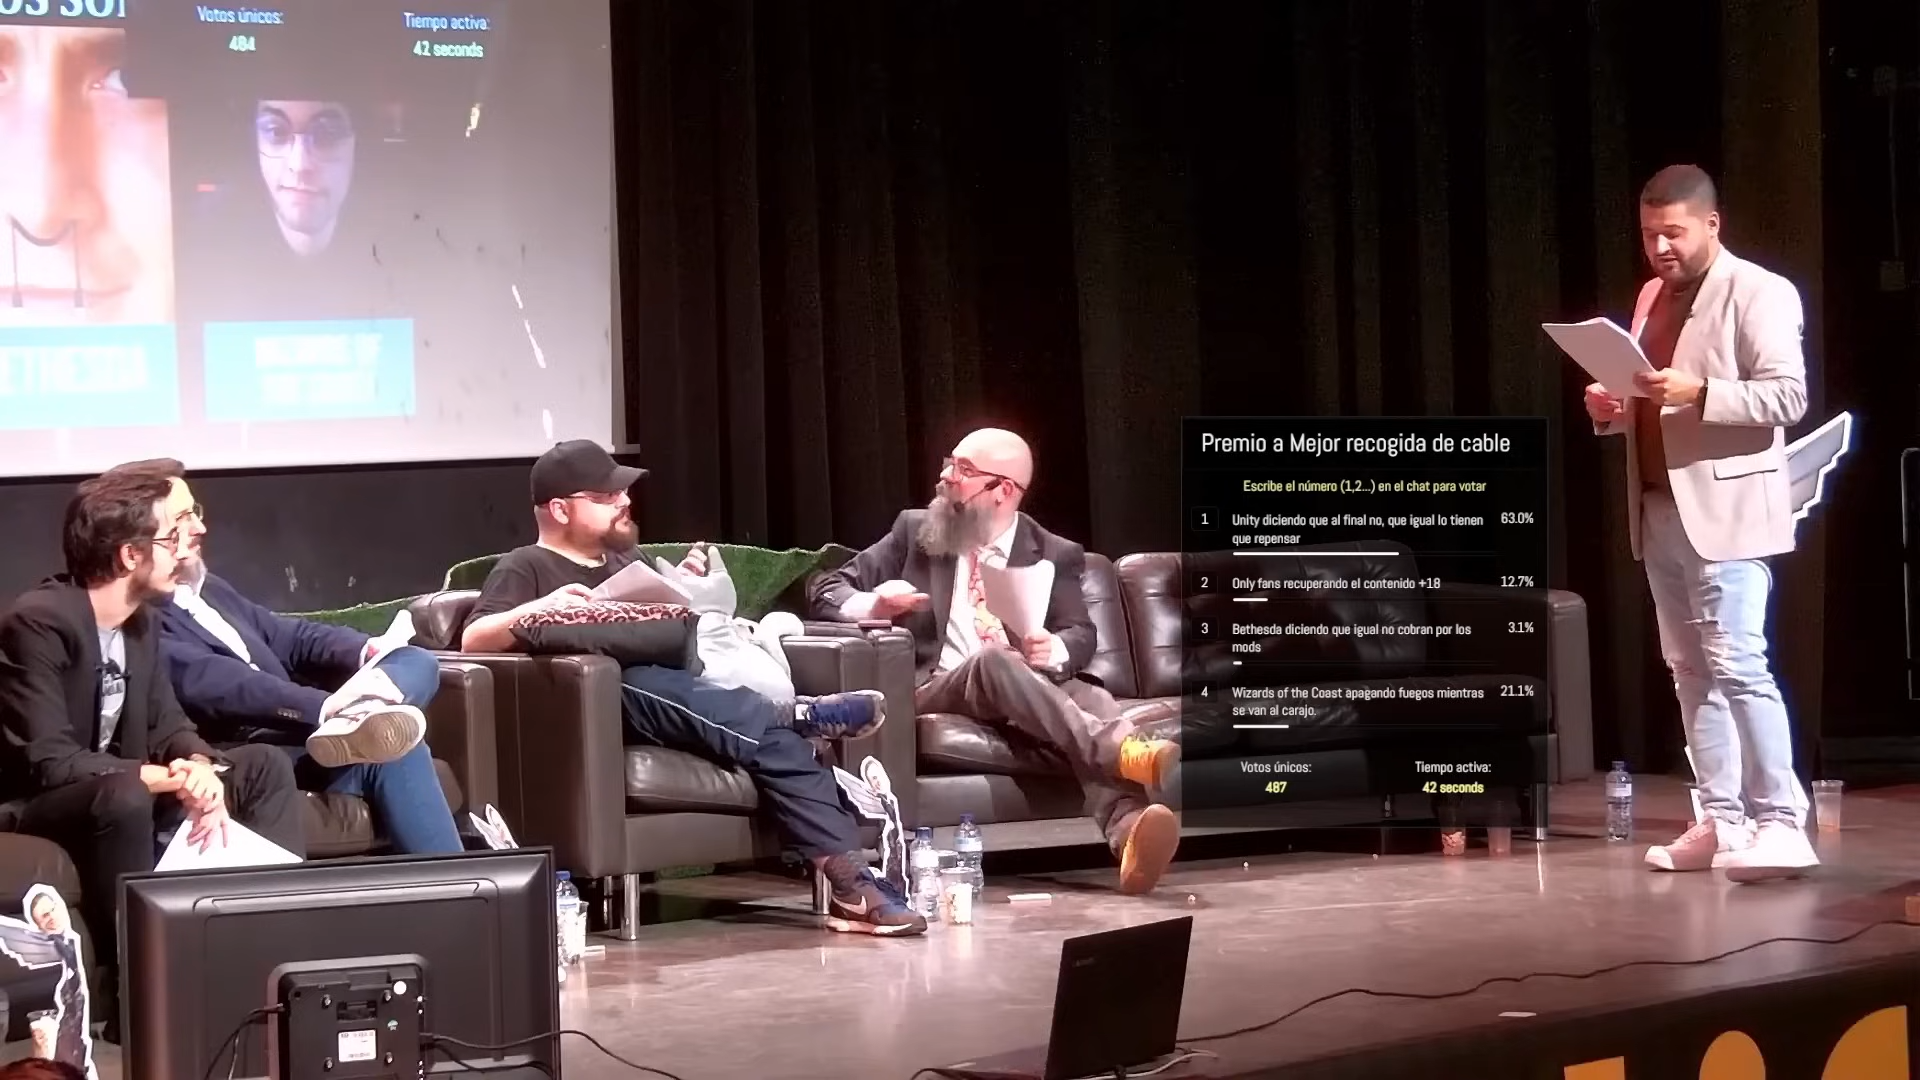 Votos únicos:
484
Tiempo activa:
42 seconds
Premio a Mejor recogida de cable
Escribe el número (1,2...) en el chat para votar
1 Unity diciendo que al final no, que igual lo tienen 63.0%
que repensar
2 Only fans recuperando el contenido +18 12.7%
3 Bethesda diciendo que igual no cobran por los 3.1%
mods
4 Wizards of the Coast apagando fuegos mientras 21.1%
se van al carajo.
Votos únicos: Tiempo activa:
487 42 seconds